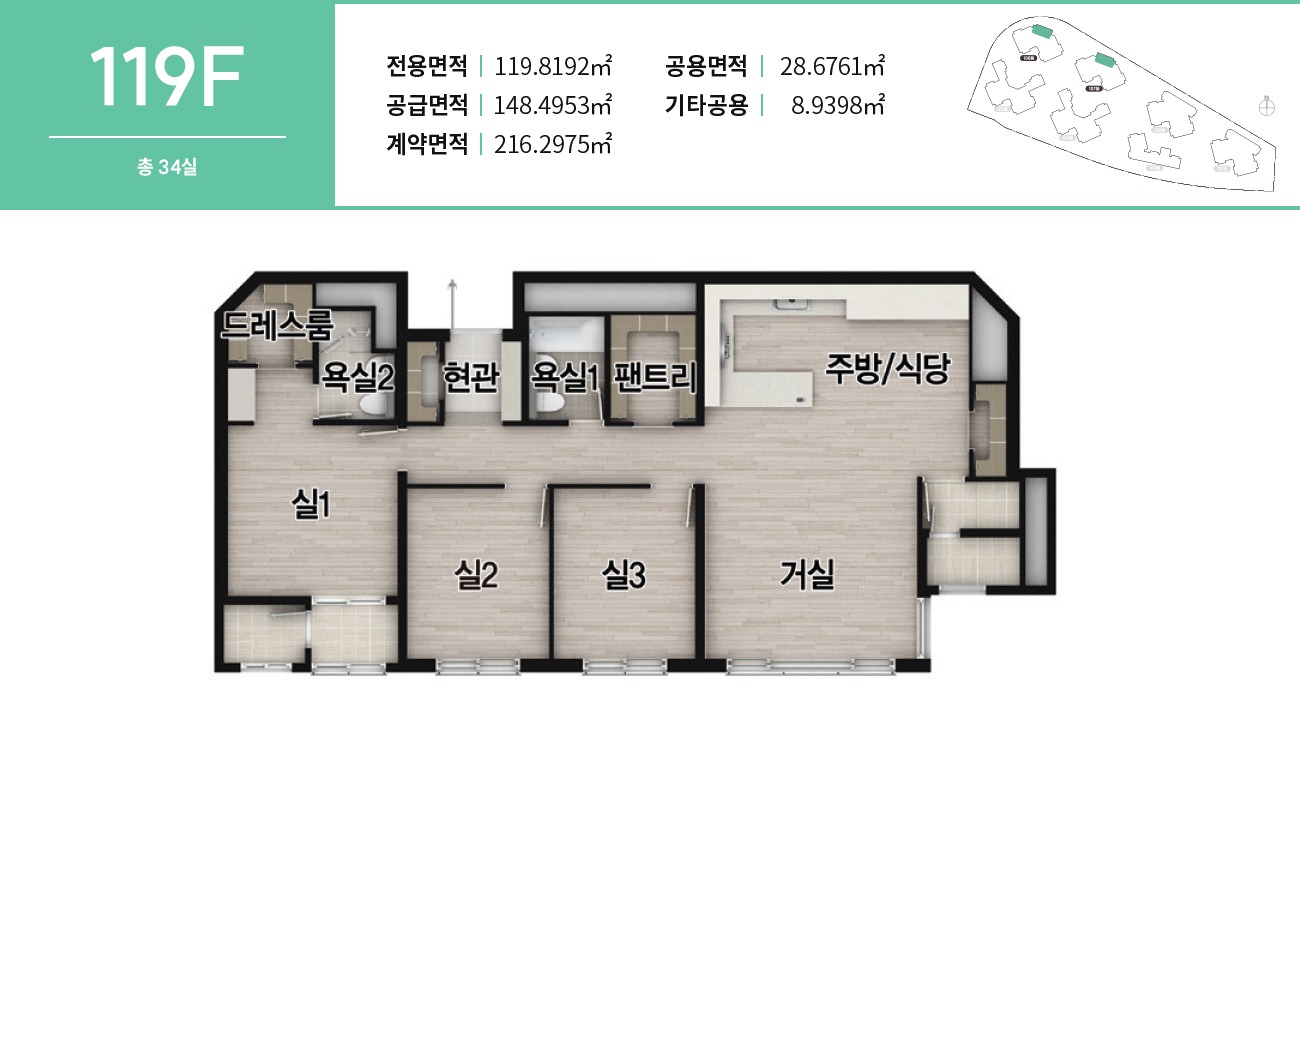 119F
총 34실
전용면적 119.8192㎡
공용면적 28.6761㎡
공급면적 148.4953㎡
기타공용 8.9398㎡
계약면적 216.2975㎡
드레스룸
욕실2
현관
욕실1
팬트리
주방/식당
실1
실2
실3
거실